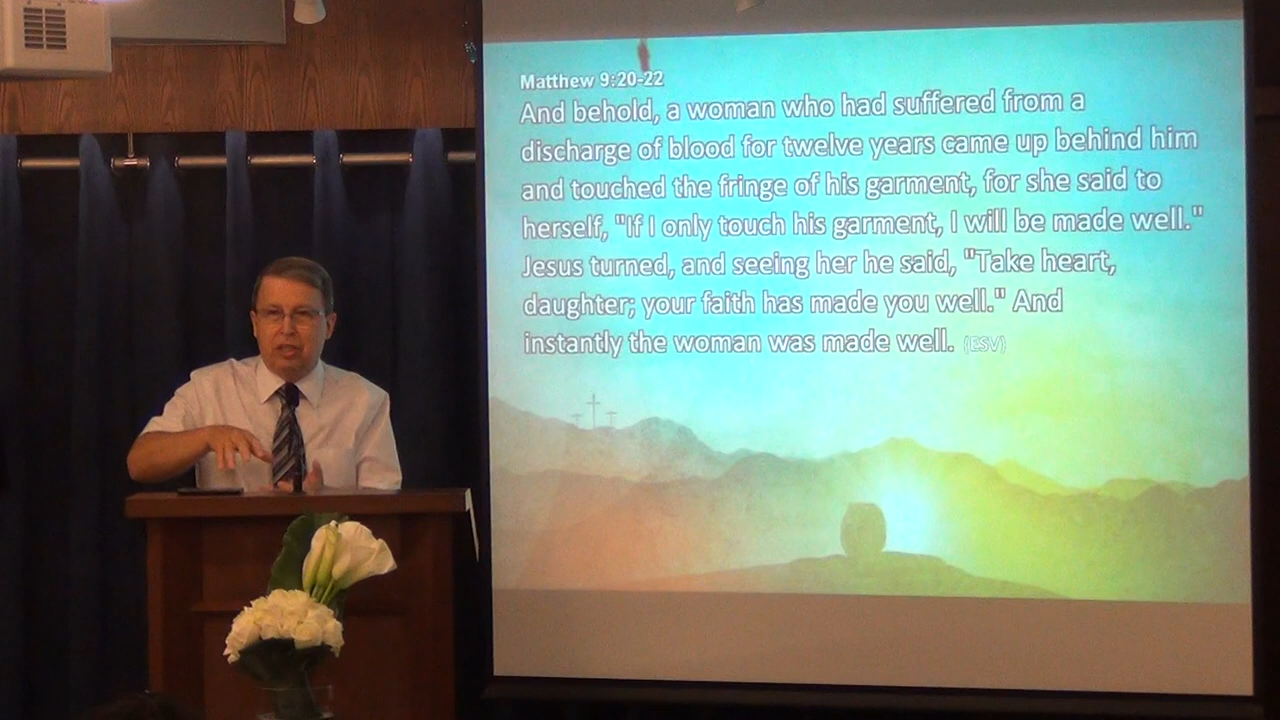 Matthew 9:20-22
And behold, a woman who had suffered from a
discharge of blood for twelve years came up behind him
and touched the fringe of his garment, for she said to
herself, "If I only touch his garment, I will be made well."
Jesus turned, and seeing her he said, "Take heart,
daughter; your faith has made you well." And
instantly the woman was made well. (ESV)